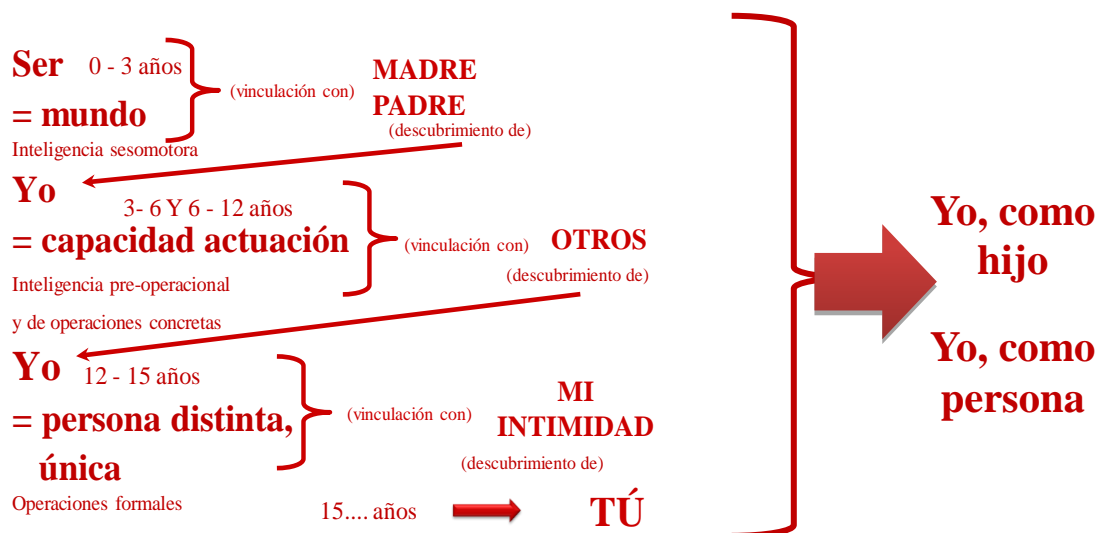 Ser 0 - 3 años
= mundo
Inteligencia sesomotora
(vinculación con)
MADRE
PADRE
(descubrimiento de)
Yo
3- 6 Y 6 - 12 años
= capacidad actuación
Inteligencia pre-operacional
y de operaciones concretas
(vinculación con)
OTROS
(descubrimiento de)
Yo 12 - 15 años
= persona distinta,
única
Operaciones formales
(vinculación con)
MI
INTIMIDAD
(descubrimiento de)
15.... años
TÚ
Yo, como
hijo
Yo, como
persona